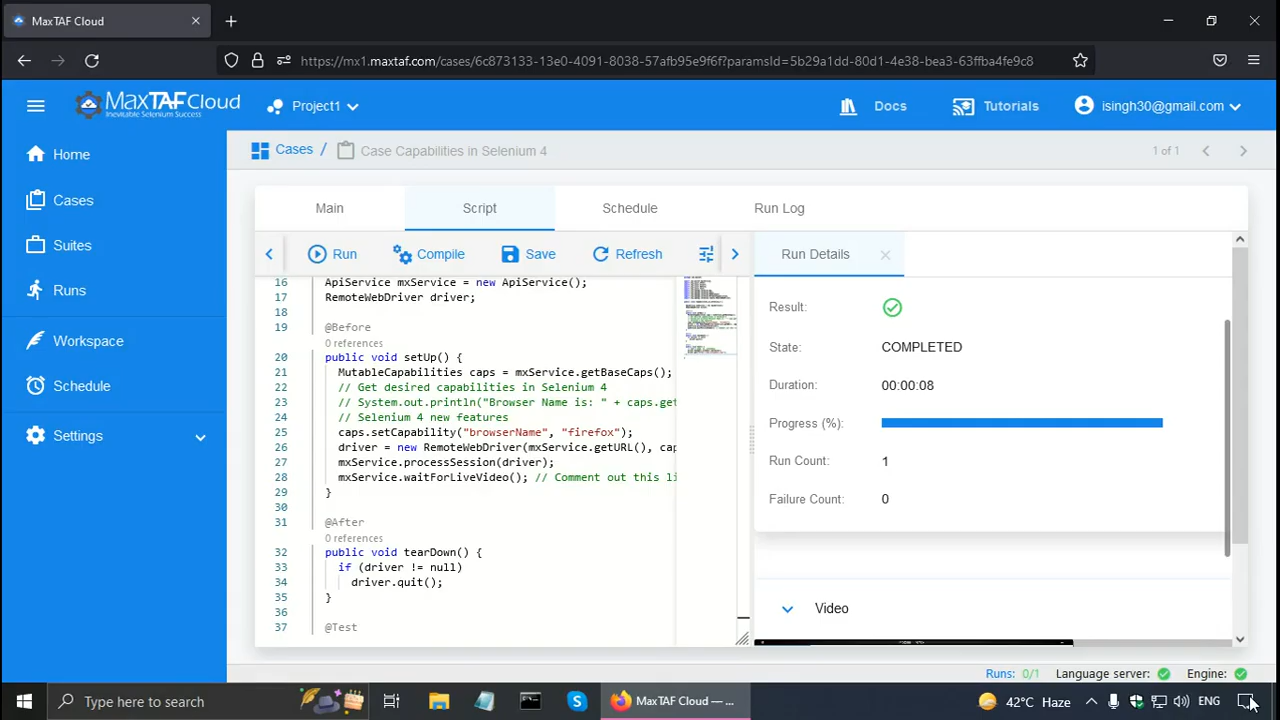 MaxTAF Cloud
https://mx1.maxtaf.com/cases/6c873133-13e0-4091-8038-57afb95e9f6f?paramsId=5b29a1dd-80d1-4e38-bea3-63ffba4fe9c8
MaxTAFCloud
Inevitable Selenium Success
Project1
Docs
Tutorials
isingh30@gmail.com
Home
Cases
Suites
Runs
Workspace
Schedule
Settings
Cases / Case Capabilities in Selenium 4
1 of 1
Main
Script
Schedule
Run Log
Run
Compile
Save
Refresh
16 ApiService mxService = new ApiService();
17 RemoteWebDriver driver;
18
19 @Before
0 references
20 public void setUp() {
21 MutableCapabilities caps = mxService.getBaseCaps();
22 // Get desired capabilities in Selenium 4
23 // System.out.println("Browser Name is: " + caps.get
24 // Selenium 4 new features
25 caps.setCapability("browserName", "firefox");
26 driver = new RemoteWebDriver(mxService.getURL(), cap
27 mxService.processSession(driver);
28 mxService.waitForLiveVideo(); // Comment out this li
29 }
30
31 @After
0 references
32 public void tearDown() {
33 if (driver != null)
34 driver.quit();
35 }
36
37 @Test
Run Details
Result:
State: COMPLETED
Duration: 00:00:08
Progress (%):
Run Count: 1
Failure Count: 0
Video
Runs: 0/1
Language server:
Engine:
Type here to search
MaxTAF Cloud — ...
42°C Haze
ENG